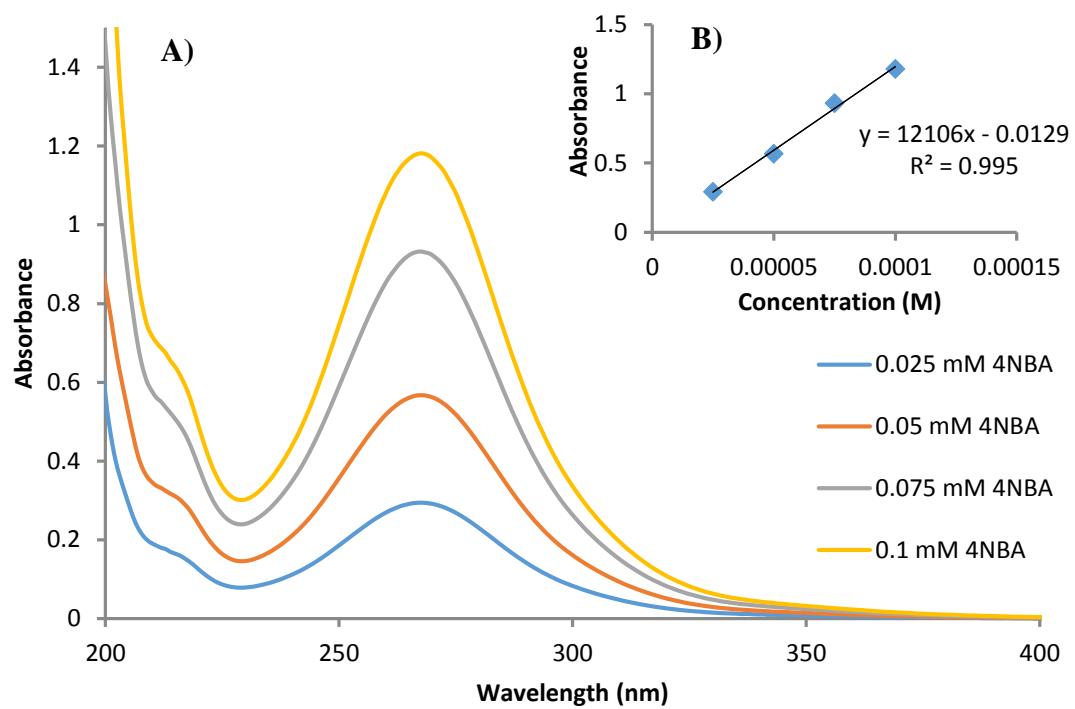 A)
Absorbance
1.4
1.2
1
0.8
0.6
0.4
0.2
0
200
250
300
350
400
Wavelength (nm)
B)
Absorbance
1.5
1
0.5
0
0
0.00005
0.0001
0.00015
Concentration (M)
y = 12106x - 0.0129
R² = 0.995
0.025 mM 4NBA
0.05 mM 4NBA
0.075 mM 4NBA
0.1 mM 4NBA